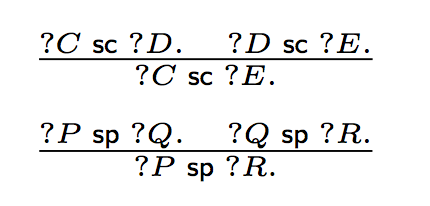 ?C sc ?D. ?D sc ?E.
?C sc ?E.
?P sp ?Q. ?Q sp ?R.
?P sp ?R.